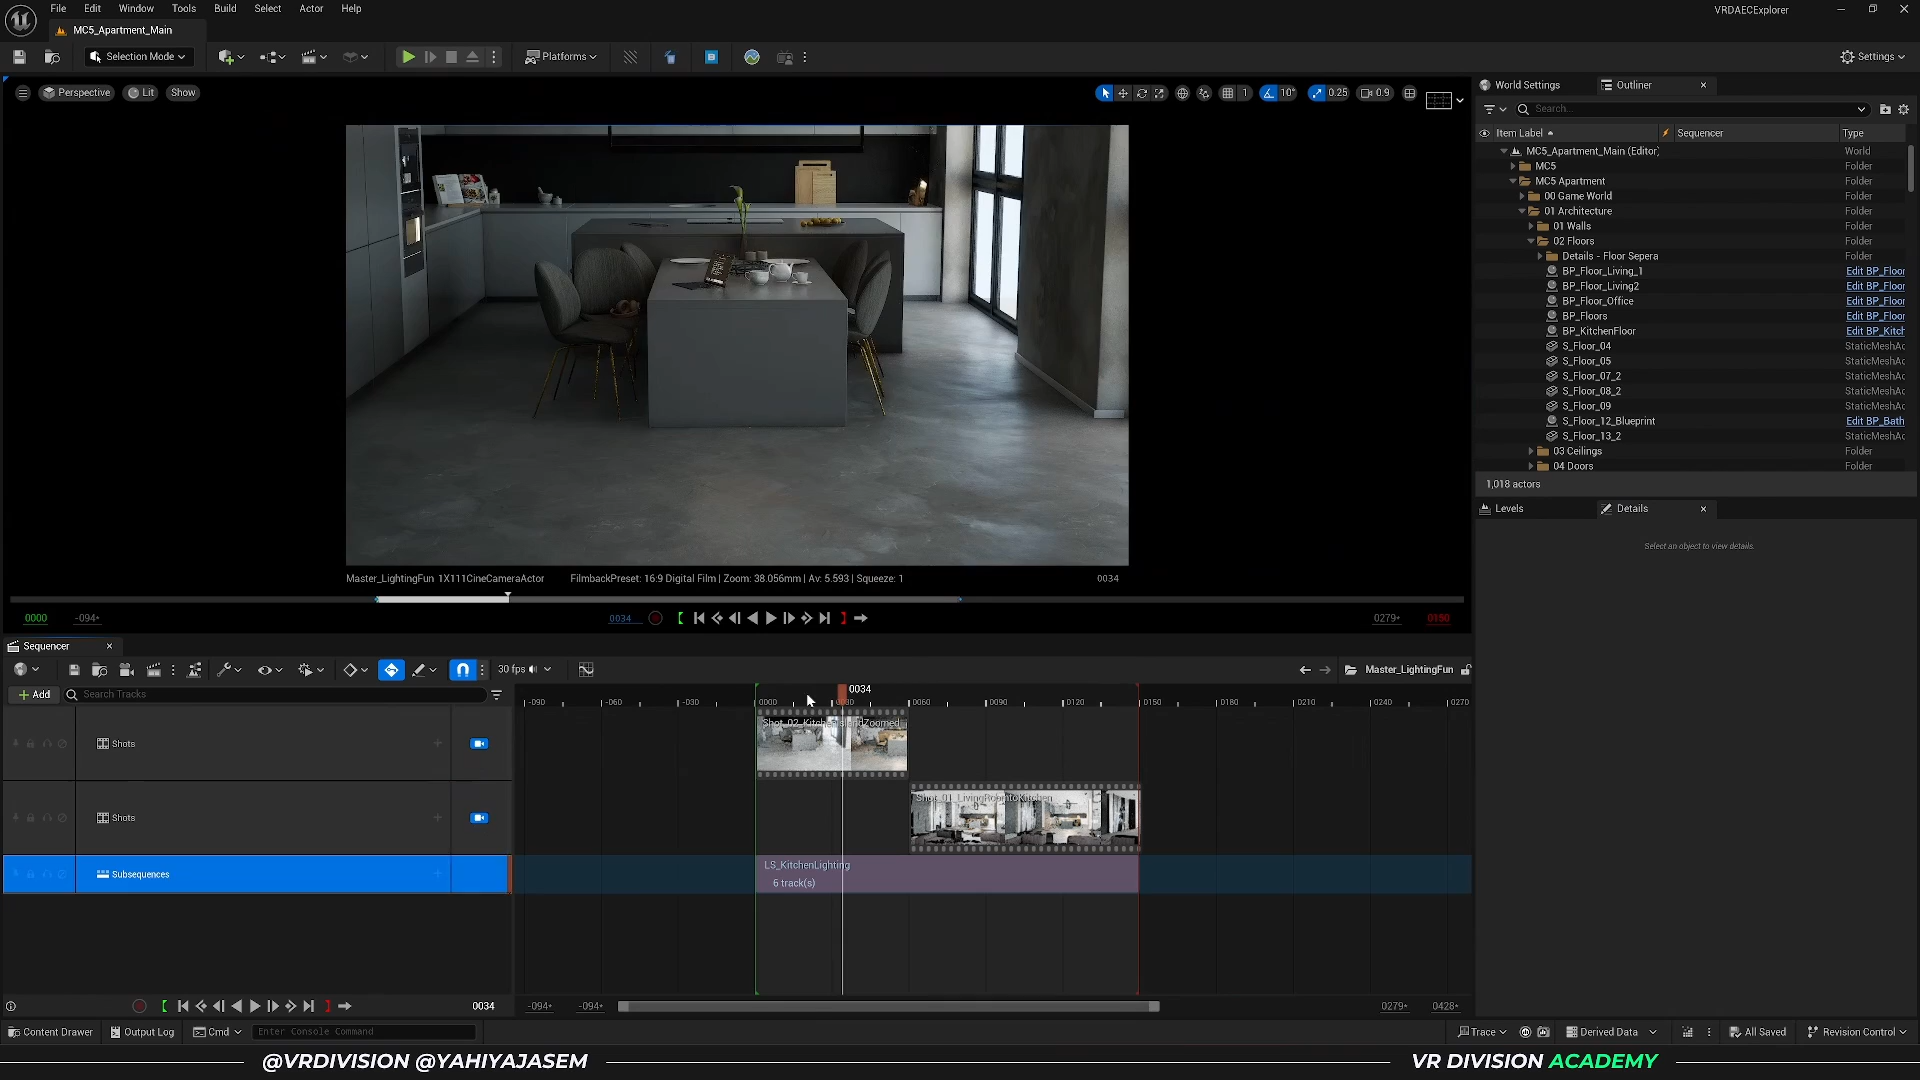 File Edit Window Tools Build Select Actor Help
VRDAECExplorer
MC5_Apartment_Main
Selection Mode
Platforms
Settings
Perspective
Lit
Show
1
10°
0.25
0.9
World Settings
Outliner
Search...
Item Label
Sequencer
Type
MC5_Apartment_Main (Editor)
World
MC5
Folder
MC5 Apartment
Folder
00 Game World
Folder
01 Architecture
Folder
01 Walls
Folder
02 Floors
Folder
Details - Floor Sepera
Folder
BP_Floor_Living_1
Edit BP_Floor
BP_Floor_Living2
Edit BP_Floor
BP_Floor_Office
Edit BP_Floor
BP_Floors
Edit BP_Floor
BP_KitchenFloor
Edit BP_Kitch
S_Floor_04
StaticMeshAc
S_Floor_05
StaticMeshAc
S_Floor_07_2
StaticMeshAc
S_Floor_08_2
StaticMeshAc
S_Floor_09
StaticMeshAc
S_Floor_12_Blueprint
Edit BP_Bath
S_Floor_13_2
StaticMeshAc
03 Ceilings
Folder
04 Doors
Folder
1,018 actors
Levels
Details
Select an object to view details.
Master_LightingFun 1X111CineCameraActor
FilmbackPreset: 16:9 Digital Film | Zoom: 38.056mm | Av: 5.593 | Squeeze: 1
0034
0000
-094*
0034
0279*
0150
Sequencer
30 fps
Master_LightingFun
Add
Search Tracks
0034
-090 -060 -030 0000 0030 0060 0090 0120 0150 0180 0210 0240 0270
Shots
Shot_02_KitchenIslandZoomed
Shots
Shot_01_LivingRoomtoKitchen
Subsequences
LS_KitchenLighting
6 track(s)
0034
-094*
-094*
0279*
0428*
Content Drawer
Output Log
Cmd
Enter Console Command
Trace
Derived Data
All Saved
Revision Control
@VRDIVISION @YAHIYAJASEM
VR DIVISION ACADEMY